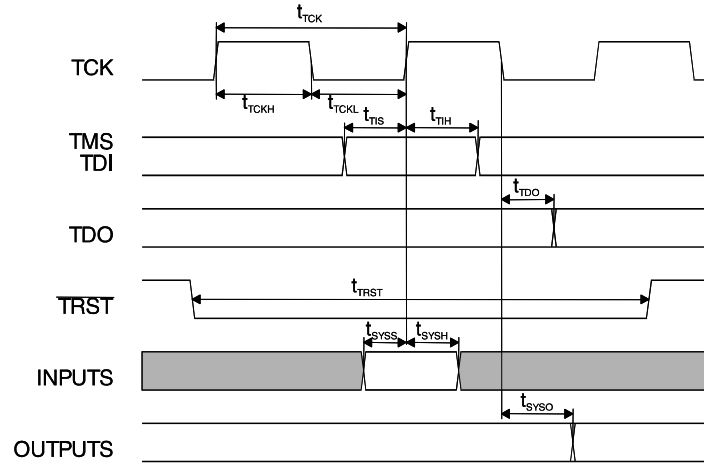 tTCK
TCK
tTCKH tTCKL
tTIS tTIH
TMS
TDI
tTDO
TDO
tTRST
TRST
tSYSS tSYSH
INPUTS
tSYSO
OUTPUTS